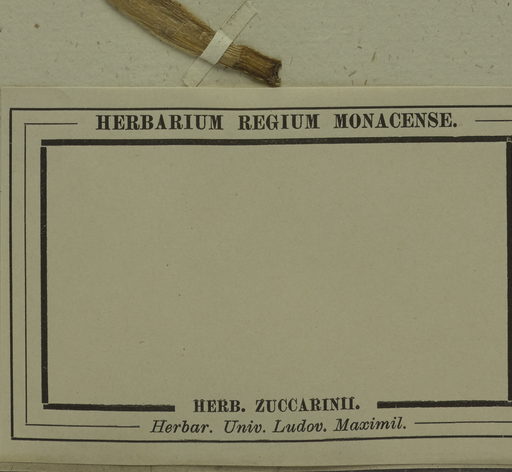 HERBARIUM REGIUM MONACENSE.
HERB. ZUCCARINII.
Herbar. Univ. Ludov. Maximil.